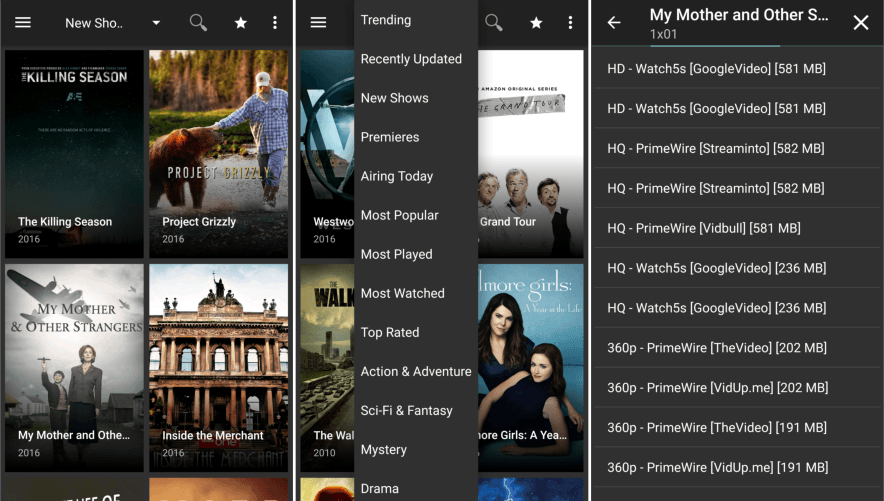 New Sho..
THE
KILLING SEASON
A&E
THERE ARE NO RANDOM ACTS OF VIOLENCE.
The Killing Season
2016
PROJECT GRIZZLY
Project Grizzly
2016
MY MOTHER
& OTHER STRANGERS
My Mother and Othe...
2016
Inside the Merchant
2016
INSIDE THE MERCHANT
LIFE OF
Trending
Recently Updated
New Shows
Premieres
Airing Today
Most Popular
Most Played
Most Watched
Top Rated
Action & Adventure
Sci-Fi & Fantasy
Mystery
Drama
W
Westwo
2016
AMAZON ORIGINAL SERIES
THE GRAND TOUR
Grand Tour
THE
WALK
The Wal
2010
lmore girls:
A Year in the Life
more Girls: A Yea...
My Mother and Other S...
1x01
HD - Watch5s [GoogleVideo] [581 MB]
HD - Watch5s [GoogleVideo] [581 MB]
HQ - PrimeWire [Streaminto] [582 MB]
HQ - PrimeWire [Streaminto] [582 MB]
HQ - PrimeWire [Vidbull] [581 MB]
HQ - Watch5s [GoogleVideo] [236 MB]
HQ - Watch5s [GoogleVideo] [236 MB]
360p - PrimeWire [TheVideo] [202 MB]
360p - PrimeWire [VidUp.me] [202 MB]
360p - PrimeWire [TheVideo] [191 MB]
360p - PrimeWire [VidUp.me] [191 MB]